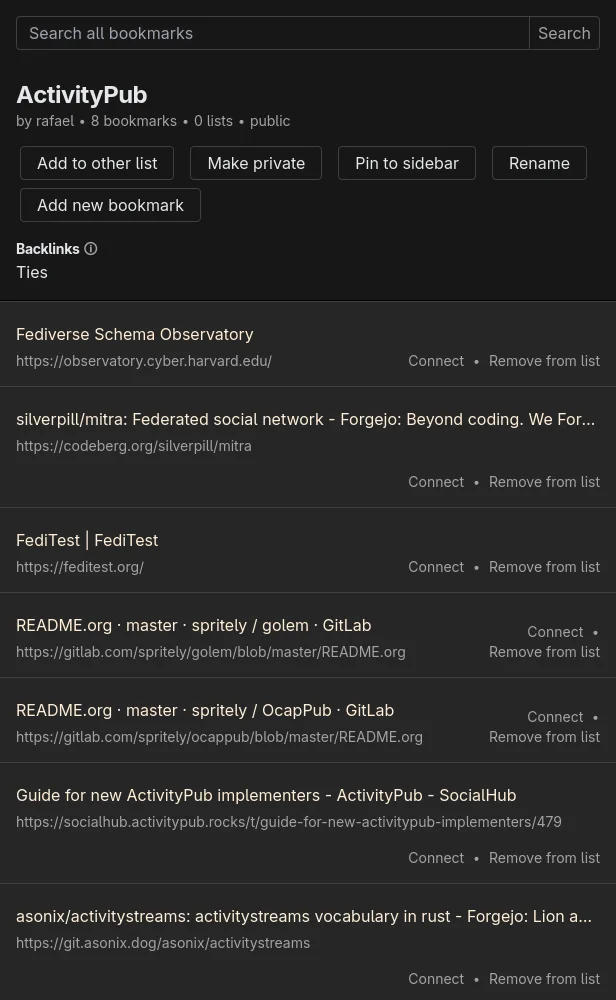 Search all bookmarks
Search
ActivityPub
by rafael • 8 bookmarks • 0 lists • public
Add to other list
Make private
Pin to sidebar
Rename
Add new bookmark
Backlinks
Ties
Fediverse Schema Observatory
https://observatory.cyber.harvard.edu/
Connect • Remove from list
silverpill/mitra: Federated social network - Forgejo: Beyond coding. We For...
https://codeberg.org/silverpill/mitra
Connect • Remove from list
FediTest | FediTest
https://feditest.org/
Connect • Remove from list
README.org · master · spritely / golem · GitLab
https://gitlab.com/spritely/golem/blob/master/README.org
Connect •
Remove from list
README.org · master · spritely / OcapPub · GitLab
https://gitlab.com/spritely/ocappub/blob/master/README.org
Connect •
Remove from list
Guide for new ActivityPub implementers - ActivityPub - SocialHub
https://socialhub.activitypub.rocks/t/guide-for-new-activitypub-implementers/479
Connect • Remove from list
asonix/activitystreams: activitystreams vocabulary in rust - Forgejo: Lion a...
https://git.asonix.dog/asonix/activitystreams
Connect • Remove from list